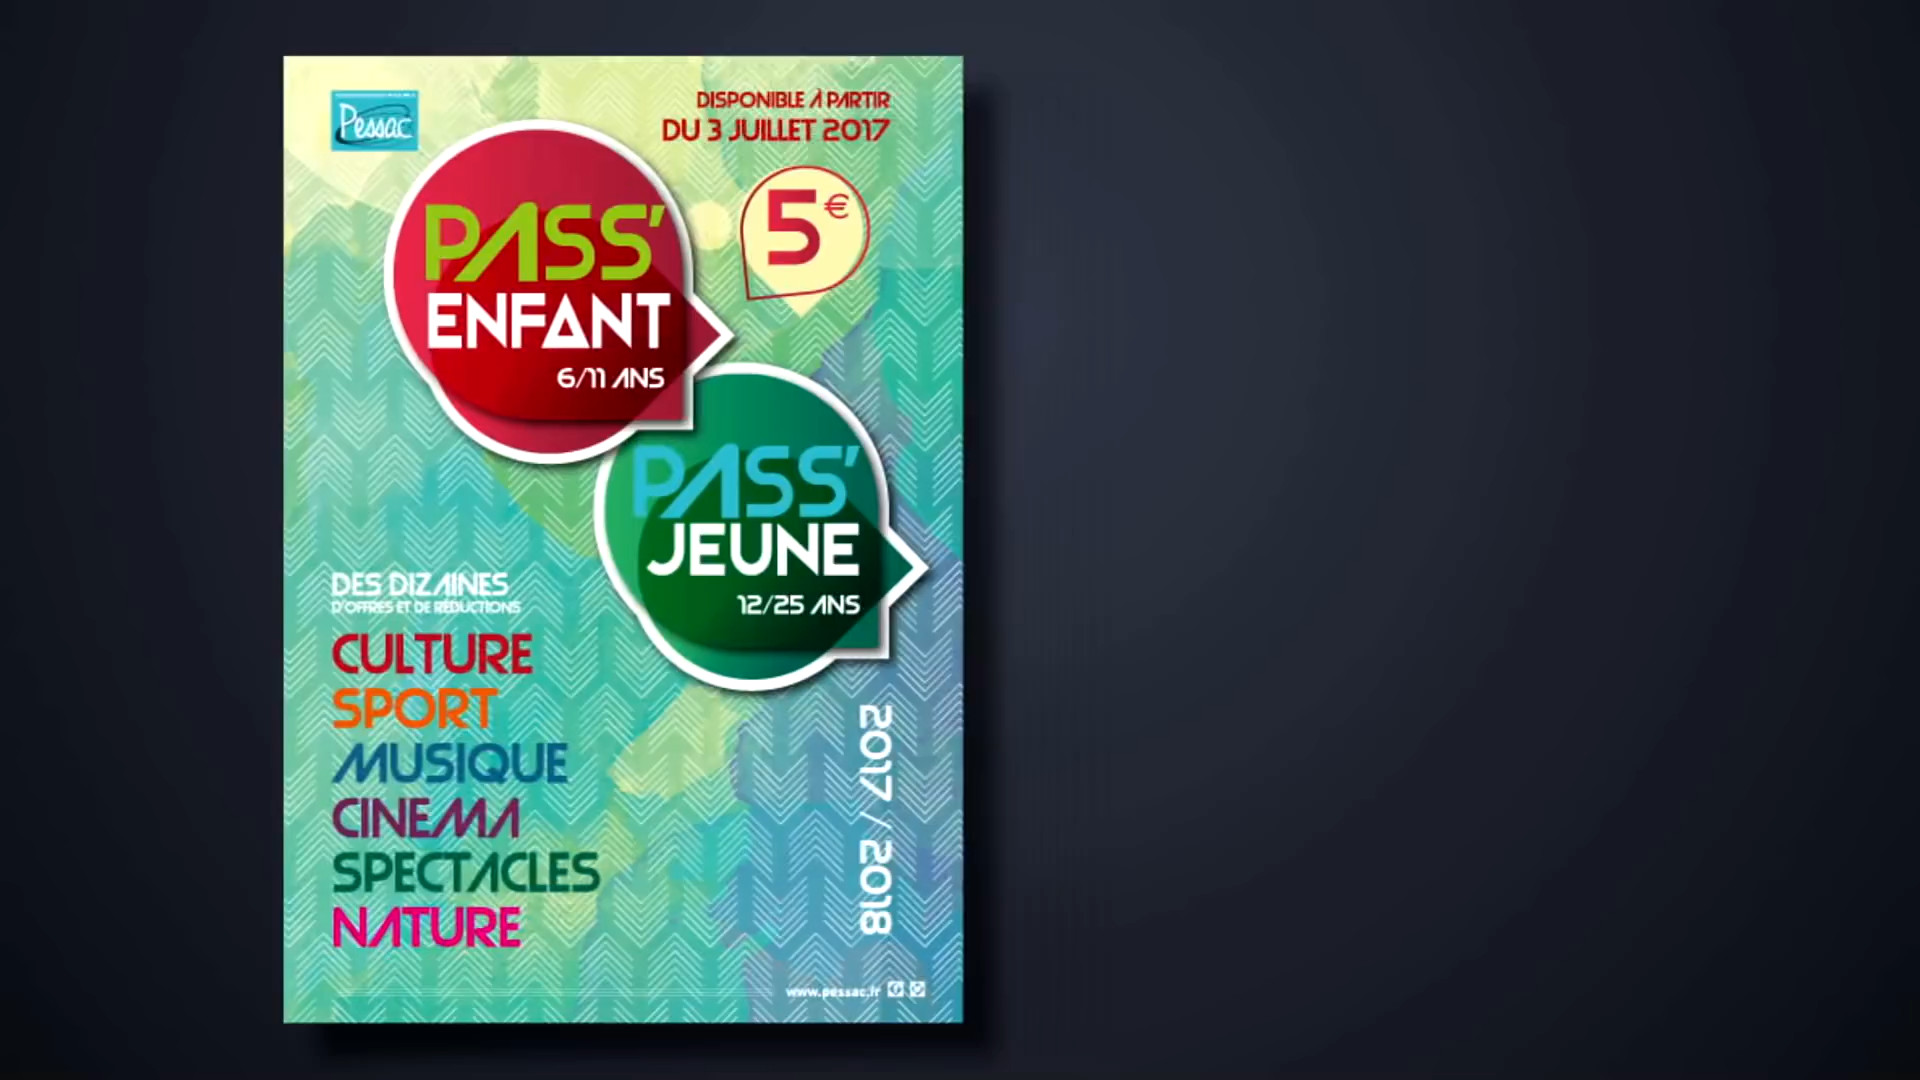 Pessac
DISPONIBLE À PARTIR
DU 3 JUILLET 2017
5€
PASS'
ENFANT
6/11 ANS
PASS'
JEUNE
12/25 ANS
DES DIZAINES
D'OFFRES ET DE RÉDUCTIONS
CULTURE
SPORT
MUSIQUE
CINEMA
SPECTACLES
NATURE
2017 / 2018
www.pessac.fr